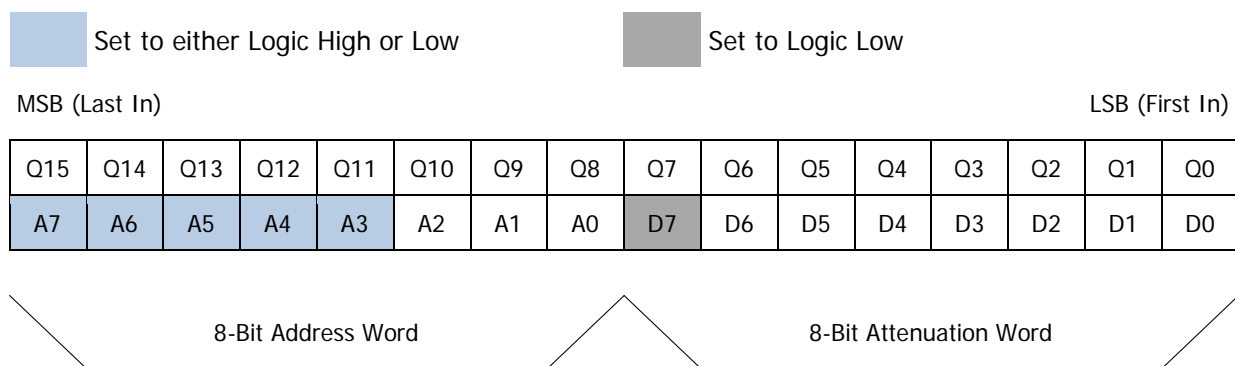 Set to either Logic High or Low Set to Logic Low
MSB (Last In) LSB (First In)
Q15 Q14 Q13 Q12 Q11 Q10 Q9 Q8 Q7 Q6 Q5 Q4 Q3 Q2 Q1 Q0
A7 A6 A5 A4 A3 A2 A1 A0 D7 D6 D5 D4 D3 D2 D1 D0
8-Bit Address Word 8-Bit Attenuation Word